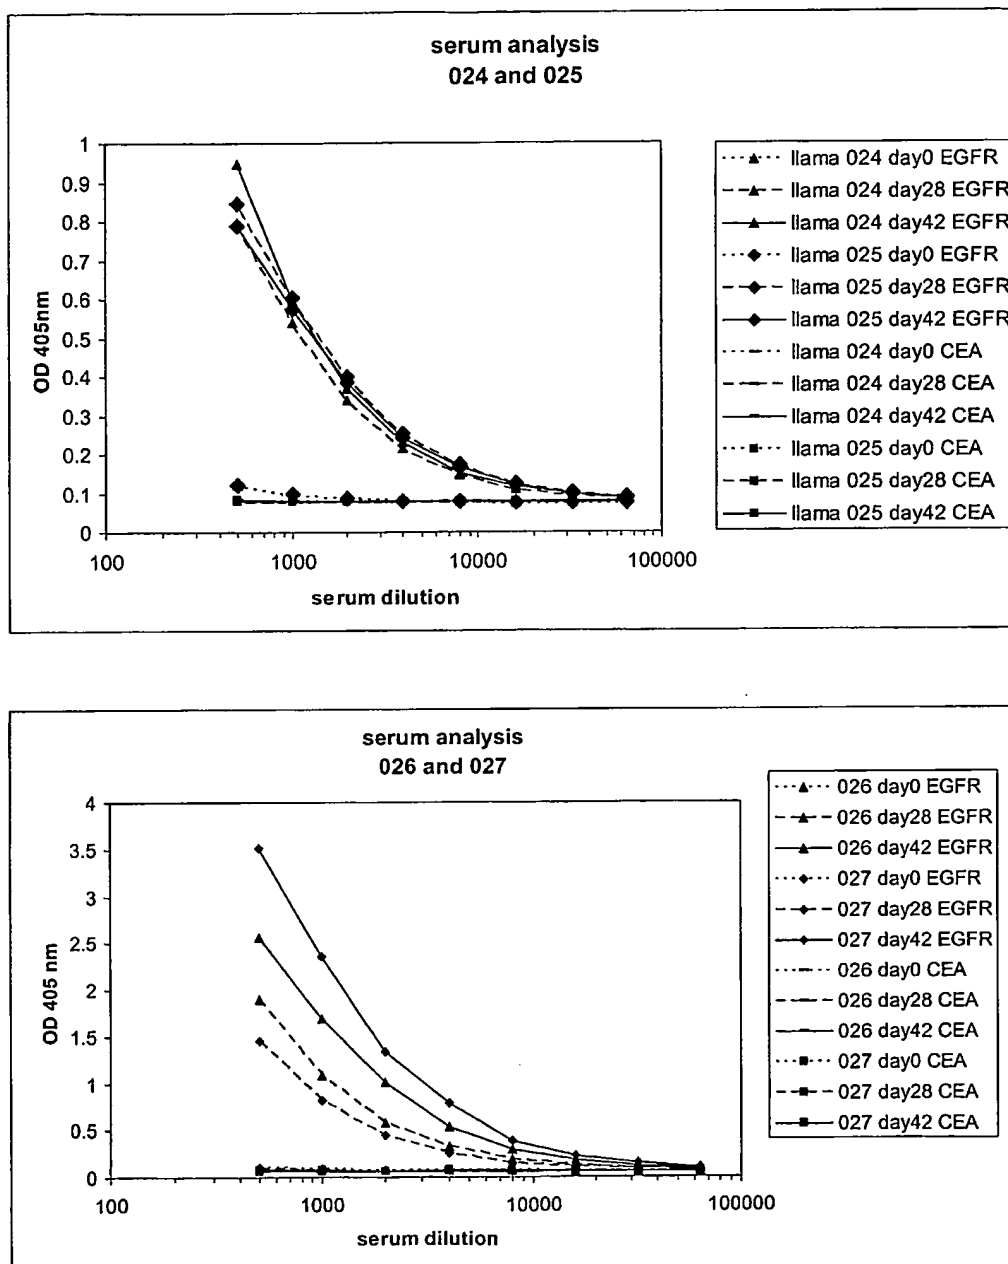 serum analysis
024 and 025
OD 405nm
1
0.9
0.8
0.7
0.6
0.5
0.4
0.3
0.2
0.1
0
100
1000
10000
100000
serum dilution
llama 024 day0 EGFR
llama 024 day28 EGFR
llama 024 day42 EGFR
llama 025 day0 EGFR
llama 025 day28 EGFR
llama 025 day42 EGFR
llama 024 day0 CEA
llama 024 day28 CEA
llama 024 day42 CEA
llama 025 day0 CEA
llama 025 day28 CEA
llama 025 day42 CEA
serum analysis
026 and 027
OD 405 nm
4
3.5
3
2.5
2
1.5
1
0.5
0
100
1000
10000
100000
serum dilution
026 day0 EGFR
026 day28 EGFR
026 day42 EGFR
027 day0 EGFR
027 day28 EGFR
027 day42 EGFR
026 day0 CEA
026 day28 CEA
026 day42 CEA
027 day0 CEA
027 day28 CEA
027 day42 CEA